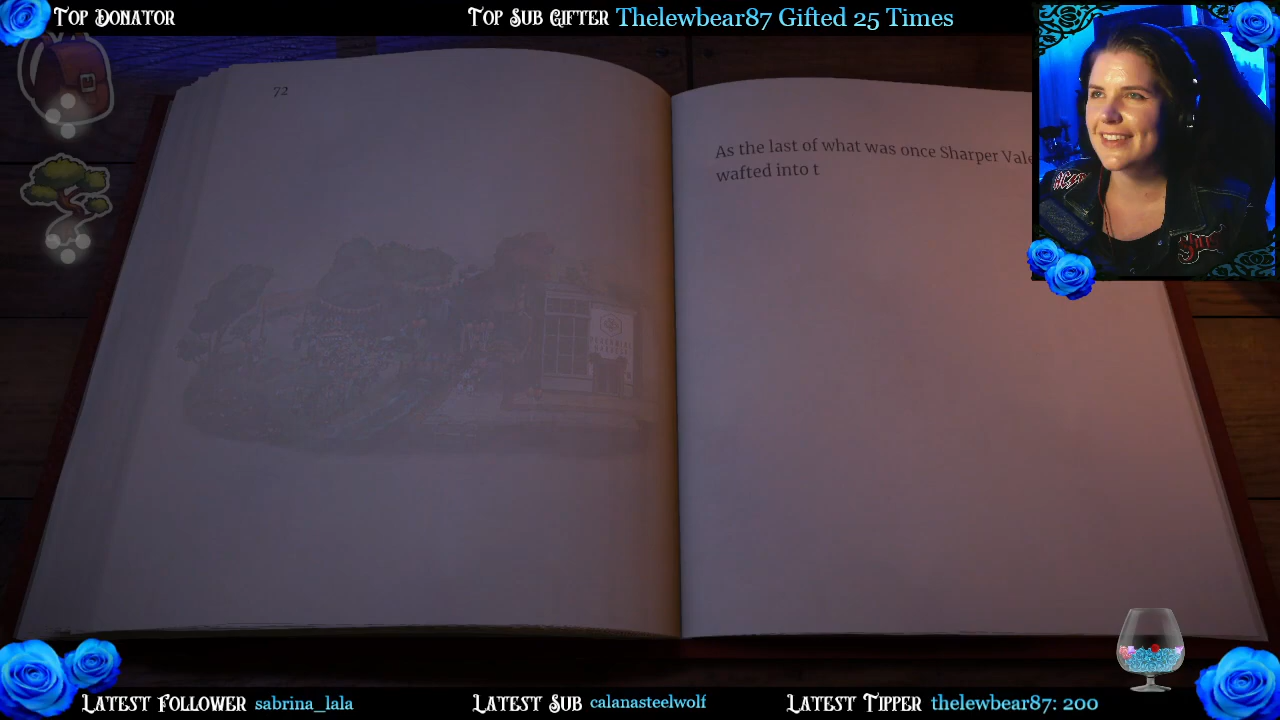 Top Donator
Top Sub Gifter Thelewbear87 Gifted 25 Times
72
As the last of what was once Sharper Vale
wafted into t
Latest Follower sabrina_lala
Latest Sub calanasteelwolf
Latest Tipper thelewbear87: 200